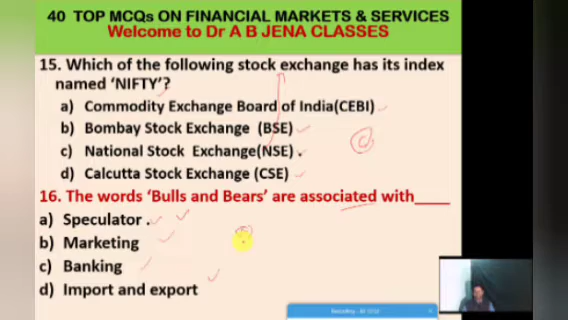 40 TOP MCQs ON FINANCIAL MARKETS & SERVICES
Welcome to Dr A B JENA CLASSES
15. Which of the following stock exchange has its index
named ‘NIFTY’?
a) Commodity Exchange Board of India(CEBI)
b) Bombay Stock Exchange (BSE)
c) National Stock Exchange(NSE) .
d) Calcutta Stock Exchange (CSE)
16. The words ‘Bulls and Bears’ are associated with____
a) Speculator .
b) Marketing
c) Banking
d) Import and export